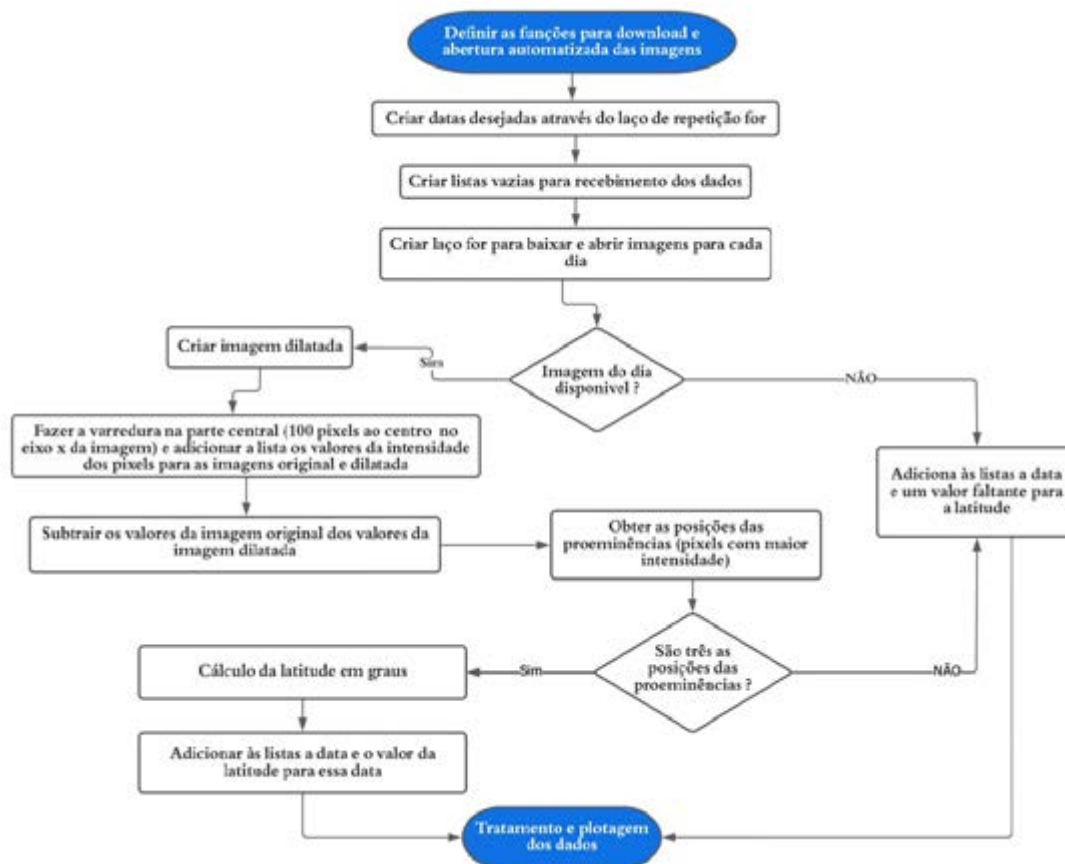 Definir as funções para download e
abertura automatizada das imagens
Criar datas desejadas através do laço de repetição for
Criar listas vazias para recebimento dos dados
Criar laço for para baixar e abrir imagens para cada
dia
Imagem do dia
disponivel ?
Sim
NÃO
Criar imagem dilatada
Fazer a varredura na parte central (100 pixels ao centro no
eixo x da imagem) e adicionar a lista os valores da intensidade
dos pixels para as imagens original e dilatada
Subtrair os valores da imagem original dos valores da
imagem dilatada
Obter as posições das
proeminências (pixels com maior
intensidade)
Adiciona às listas a data
e um valor faltante para
a latitude
São três as
posições das
proeminências ?
Sim
NÃO
Cálculo da latitude em graus
Adicionar às listas a data e o valor da
latitude para essa data
Tratamento e plotagem
dos dados